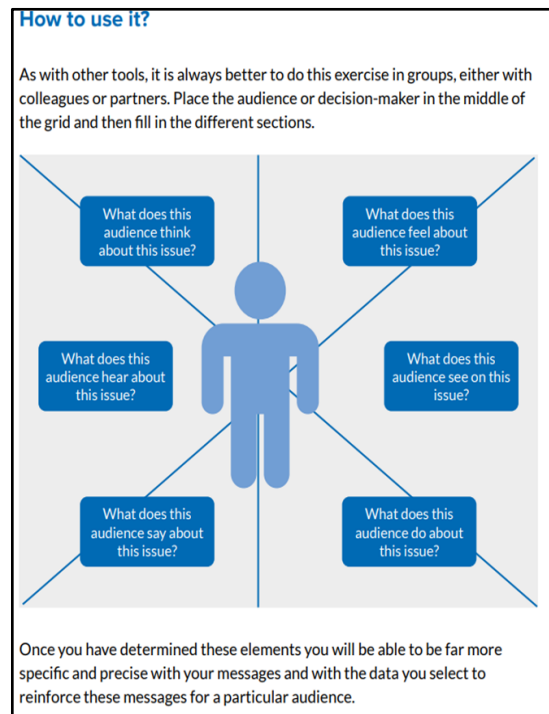 How to use it?
As with other tools, it is always better to do this exercise in groups, either with
colleagues or partners. Place the audience or decision-maker in the middle of
the grid and then fill in the different sections.
What does this
audience think
about this issue?
What does this
audience feel about
this issue?
What does this
audience hear about
this issue?
What does this
audience see on this
issue?
What does this
audience say about
this issue?
What does this
audience do about
this issue?
Once you have determined these elements you will be able to be far more
specific and precise with your messages and with the data you select to
reinforce these messages for a particular audience.